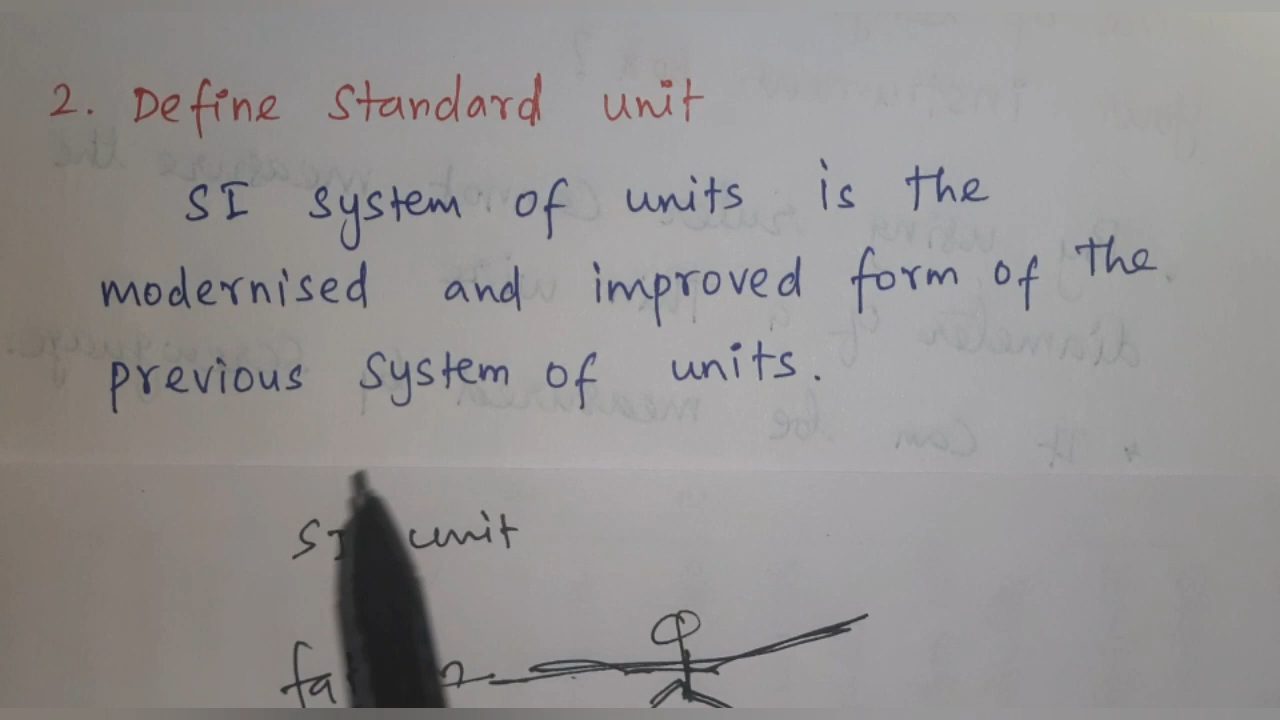 2. Define Standard unit
SI system of units is the
modernised and improved form of the
previous system of units.
SI unit